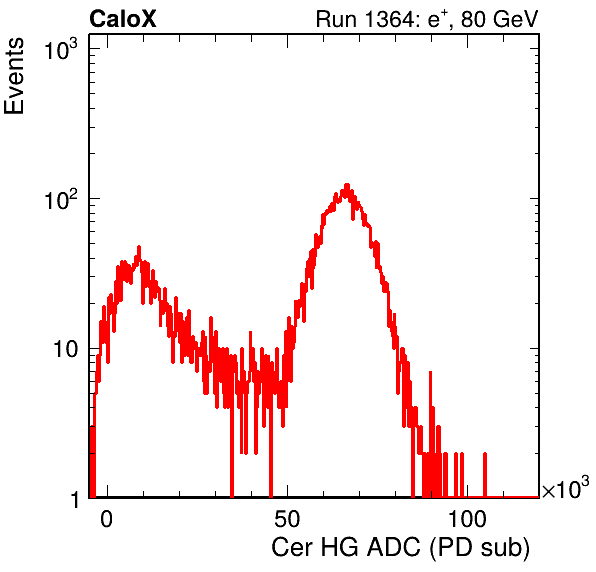 CaloX Run 1364: e⁺, 80 GeV
Events
10³
10²
10
1
0 50 100 ×10³
Cer HG ADC (PD sub)